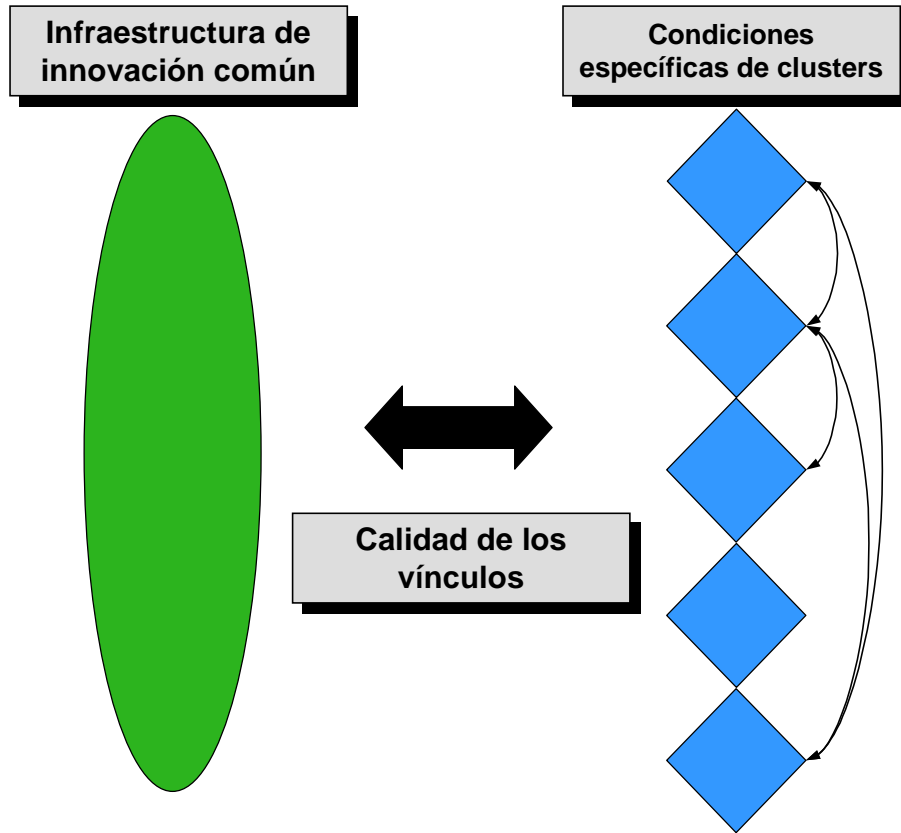 Infraestructura de
innovación común
Condiciones
específicas de clusters
Calidad de los
vínculos